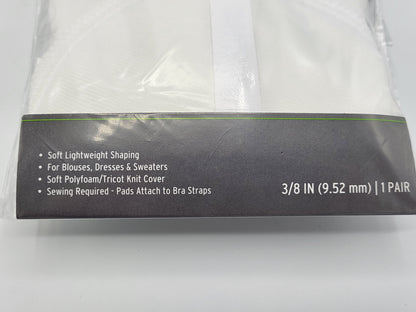 • Soft Lightweight Shaping
• For Blouses, Dresses & Sweaters
• Soft Polyfoam/Tricot Knit Cover
• Sewing Required - Pads Attach to Bra Straps
3/8 IN (9.52 mm) | 1 PAIR